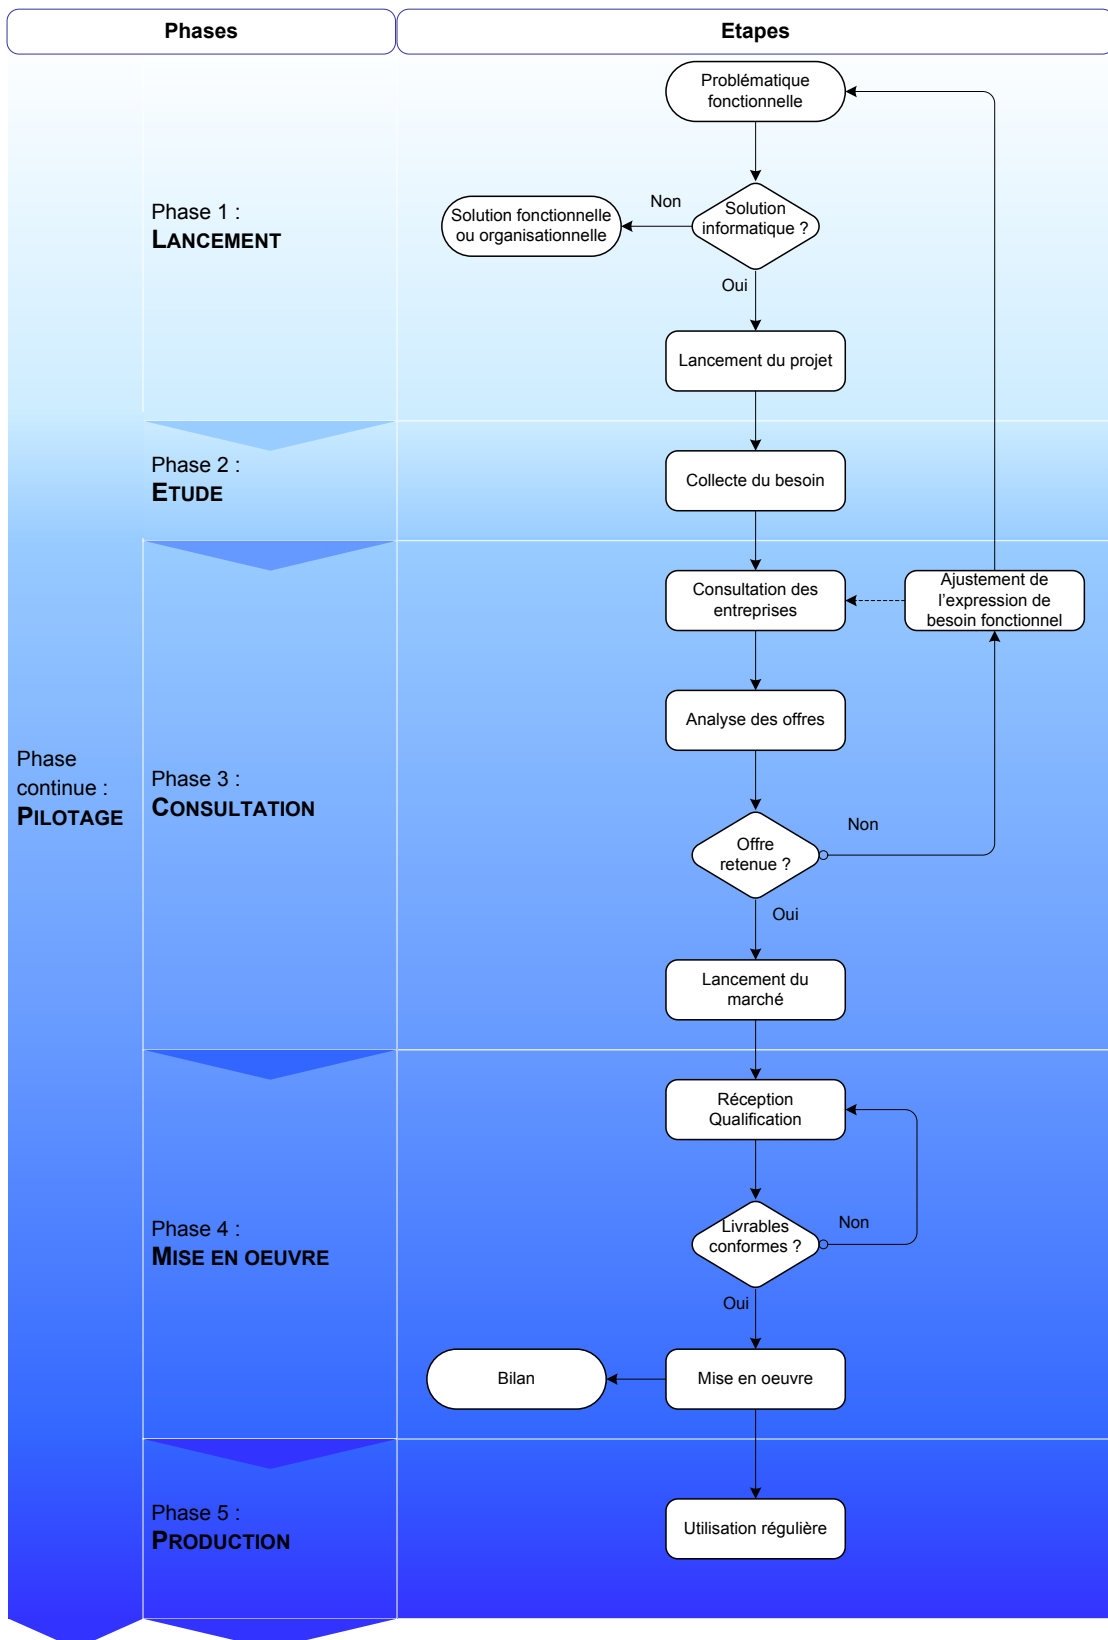 Phases
Etapes
Problématique
fonctionnelle
Phase 1 :
LANCEMENT
Solution fonctionnelle
ou organisationnelle
Non
Solution
informatique ?
Oui
Lancement du projet
Phase 2 :
ETUDE
Collecte du besoin
Consultation des
entreprises
Ajustement de
l'expression de
besoin fonctionnel
Analyse des offres
Phase
continue :
PILOTAGE
Phase 3 :
CONSULTATION
Non
Offre
retenue ?
Oui
Lancement du
marché
Réception
Qualification
Phase 4 :
MISE EN OEUVRE
Livrables
conformes ?
Non
Oui
Bilan
Mise en oeuvre
Phase 5 :
PRODUCTION
Utilisation régulière